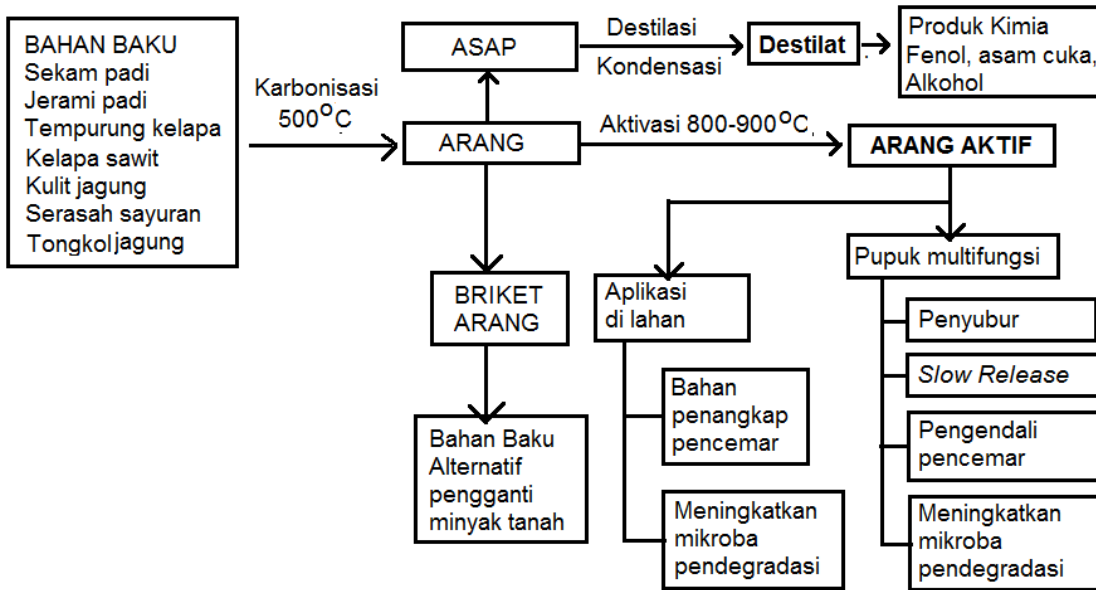 BAHAN BAKU
Sekam padi
Jerami padi
Tempurung kelapa
Kelapa sawit
Kulit jagung
Serasah sayuran
Tongkol jagung
Karbonisasi
500°C
ASAP
Destilasi
Kondensasi
Destilat
Produk Kimia
Fenol, asam cuka,
Alkohol
ARANG
Aktivasi 800-900°C
ARANG AKTIF
BRIKET
ARANG
Bahan Baku
Alternatif
pengganti
minyak tanah
Aplikasi
di lahan
Bahan
penangkap
pencemar
Meningkatkan
mikroba
pendegradasi
Pupuk multifungsi
Penyubur
Slow Release
Pengendali
pencemar
Meningkatkan
mikroba
pendegradasi